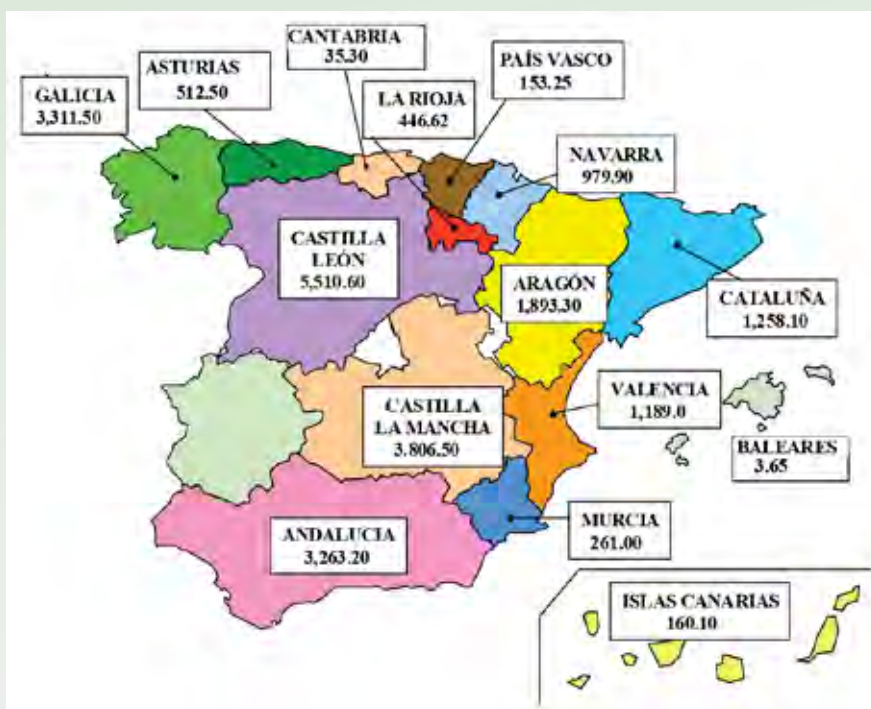 CANTABRIA
35.30
ASTURIAS
512.50
PAÍS VASCO
153.25
GALICIA
3,311.50
LA RIOJA
446.62
NAVARRA
979.90
CASTILLA
LEÓN
5,510.60
ARAGÓN
1,893.30
CATALUÑA
1,258.10
CASTILLA
LA MANCHA
3.806.50
VALENCIA
1,189.0
BALEARES
3.65
ANDALUCIA
3,263.20
MURCIA
261.00
ISLAS CANARIAS
160.10